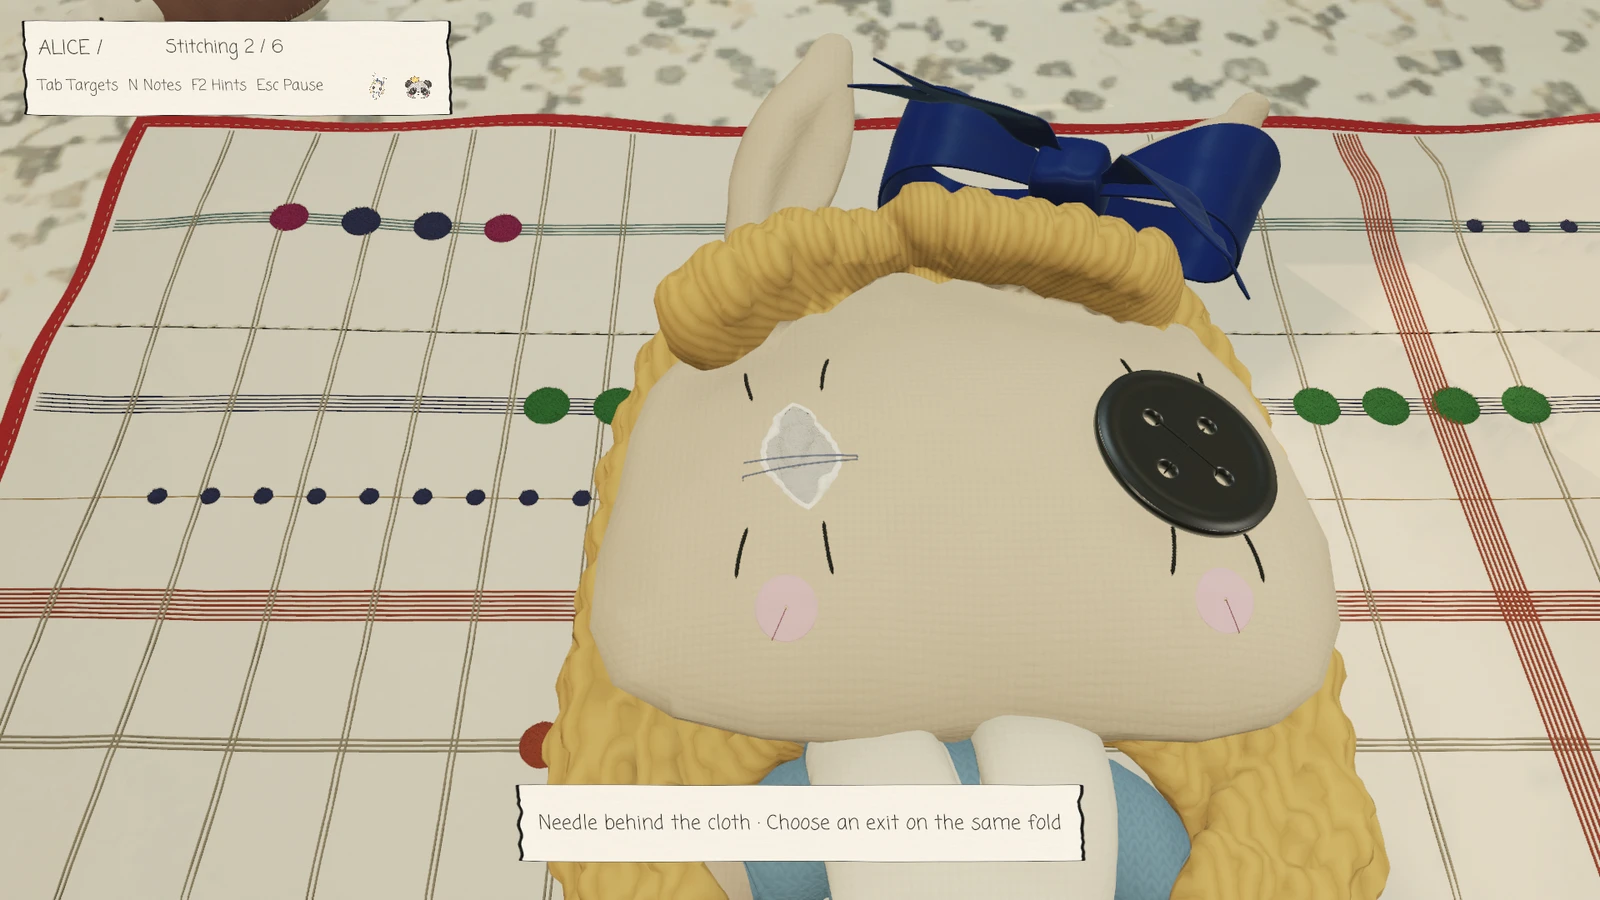 ALICE / Stitching 2 / 6
Tab Targets N Notes F2 Hints Esc Pause
Needle behind the cloth · Choose an exit on the same fold